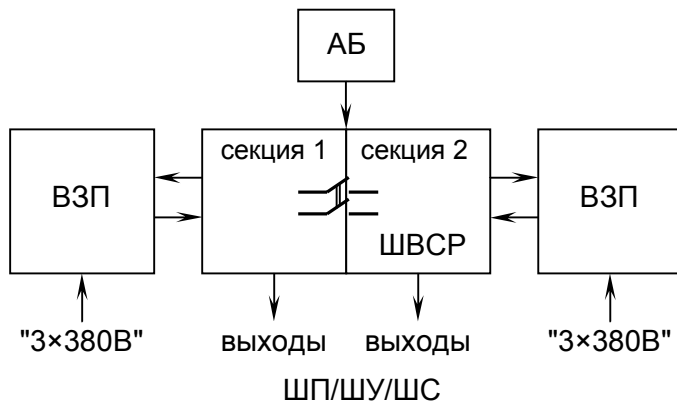 АБ
секция 1 секция 2
ВЗП ВЗП
ШВСР
"3×380В" выходы выходы "3×380В"
ШП/ШУ/ШС